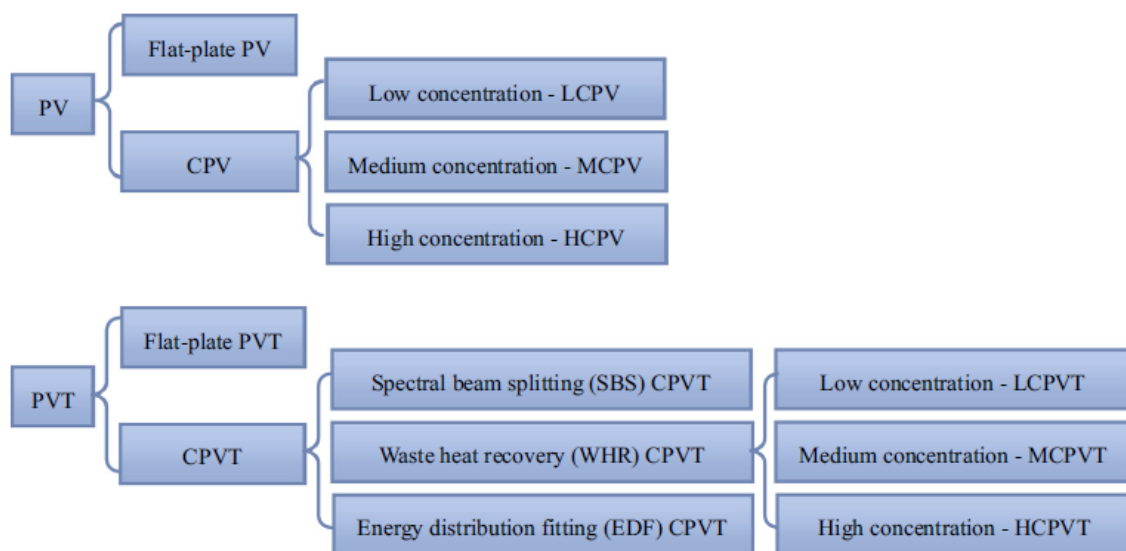 PV
Flat-plate PV
CPV
Low concentration - LCPV
Medium concentration - MCPV
High concentration - HCPV
PVT
Flat-plate PVT
CPVT
Spectral beam splitting (SBS) CPVT
Waste heat recovery (WHR) CPVT
Energy distribution fitting (EDF) CPVT
Low concentration - LCPVT
Medium concentration - MCPVT
High concentration - HCPVT